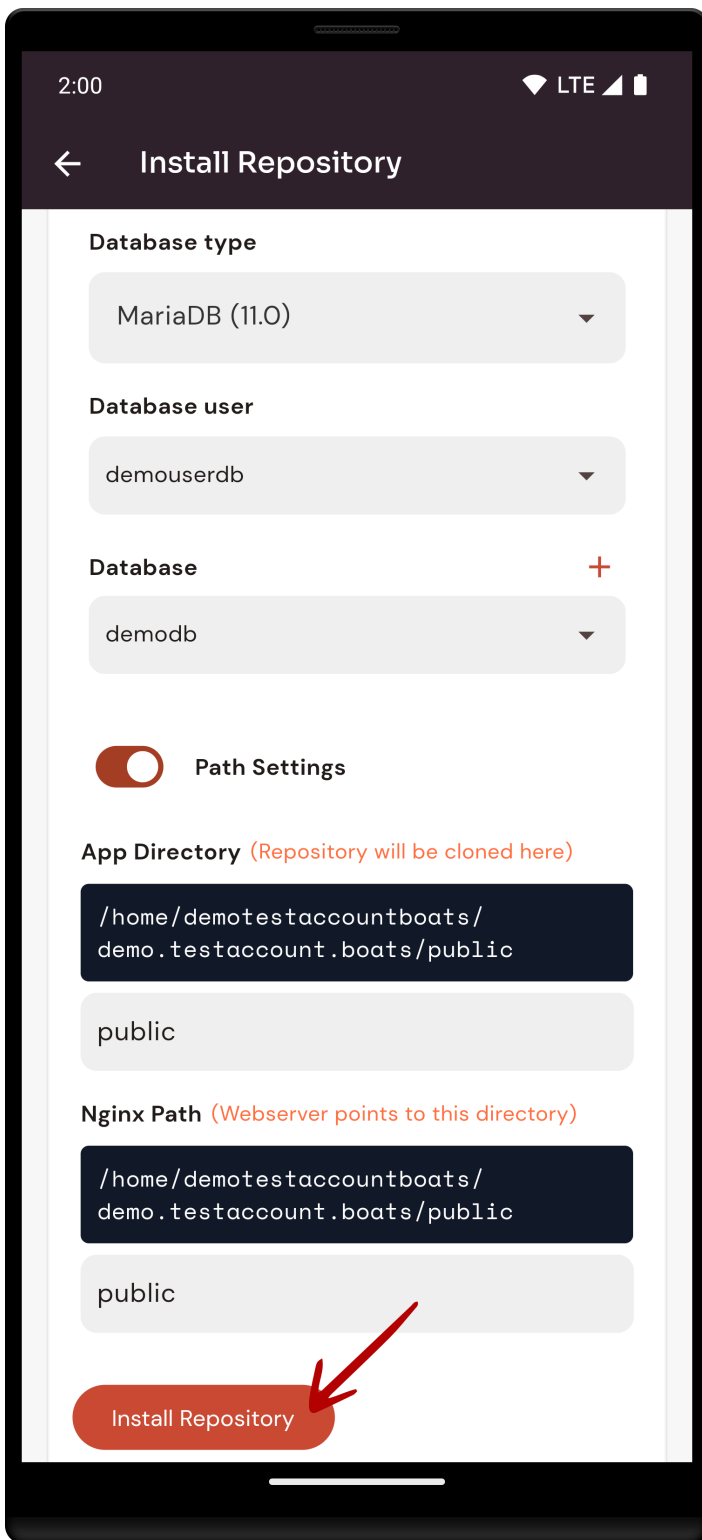 2:00
LTE
Install Repository
Database type
MariaDB (11.0)
Database user
demouserdb
Database
demodb
Path Settings
App Directory (Repository will be cloned here)
/home/demotestaccountboats/
demo.testaccount.boats/public
public
Nginx Path (Webserver points to this directory)
/home/demotestaccountboats/
demo.testaccount.boats/public
public
Install Repository